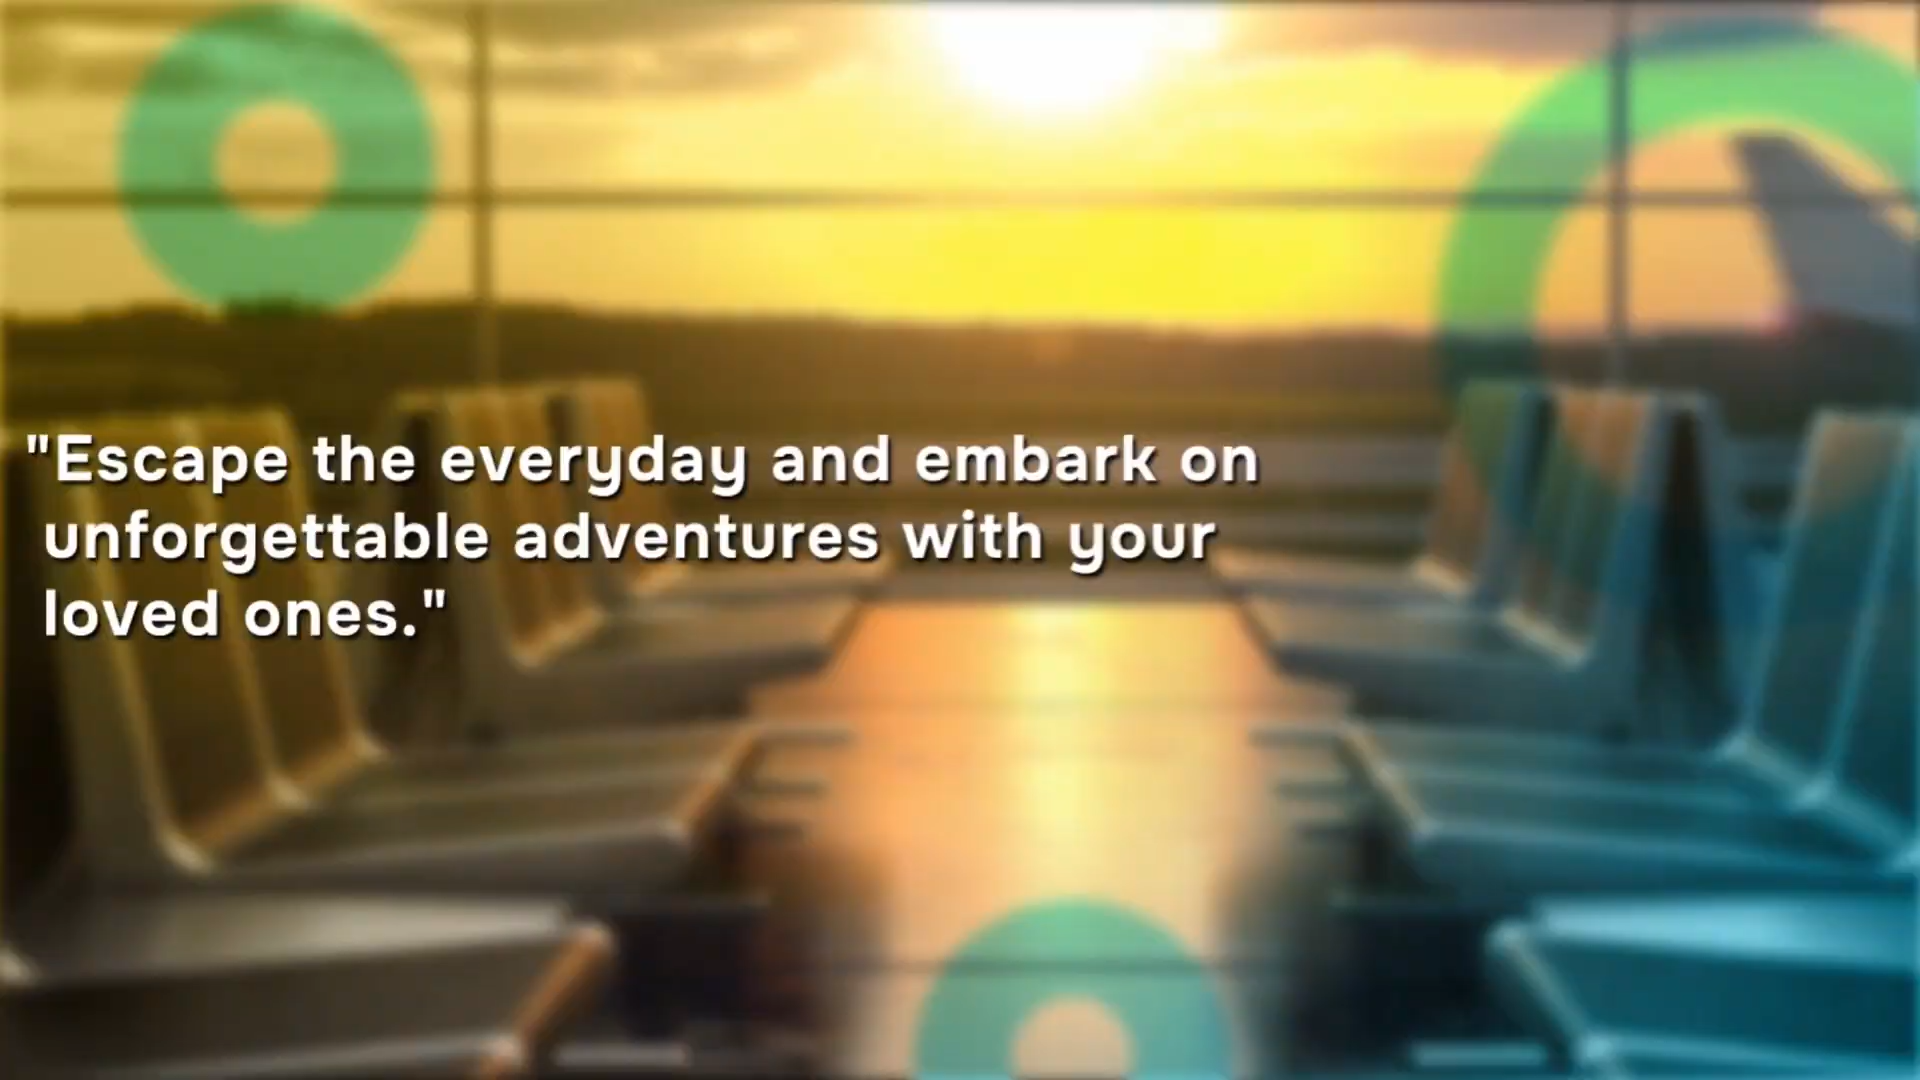 "Escape the everyday and embark on
unforgettable adventures with your
loved ones."